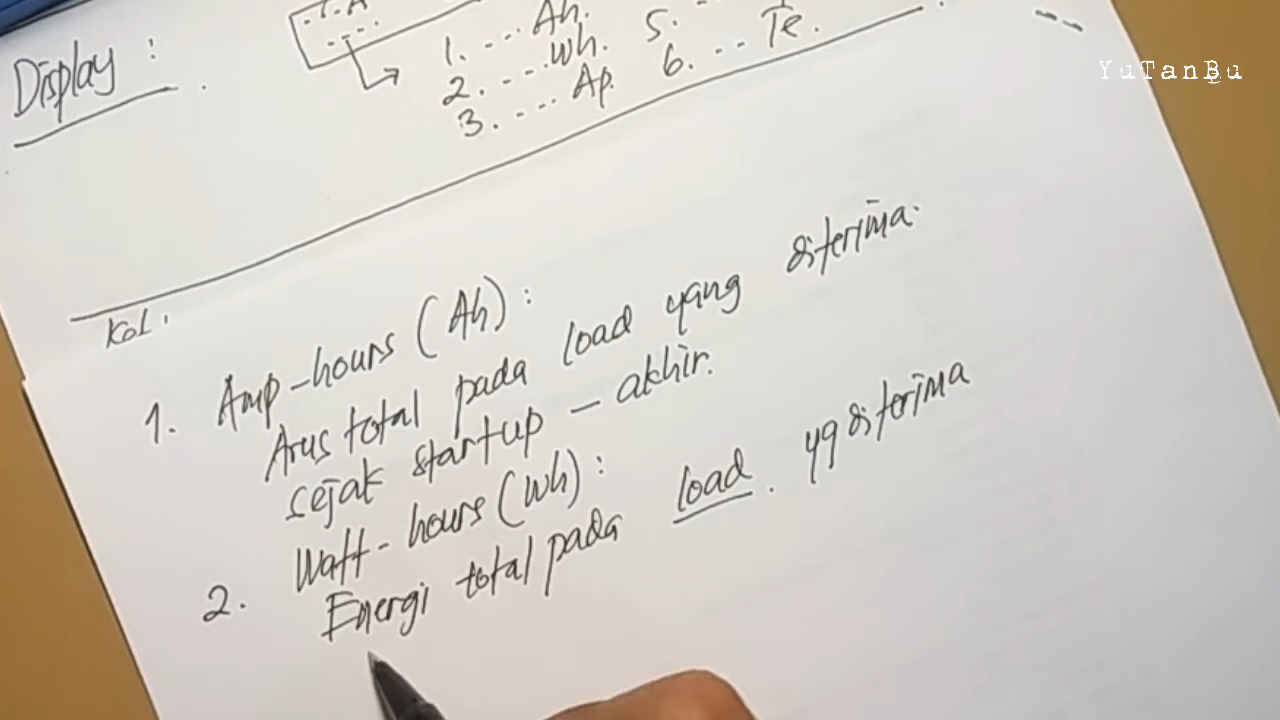 Display :
..T.A
1. ... Ah.
2. ... Wh.
3. .... Ap.
5.
6. ... Te.
YuTanBu
Kol.
1. Amp-hours (Ah) :
Arus total pada load yang diterima.
sejak startup - akhir.
2. Watt-hours (Wh) :
Energi total pada load. yg diterima